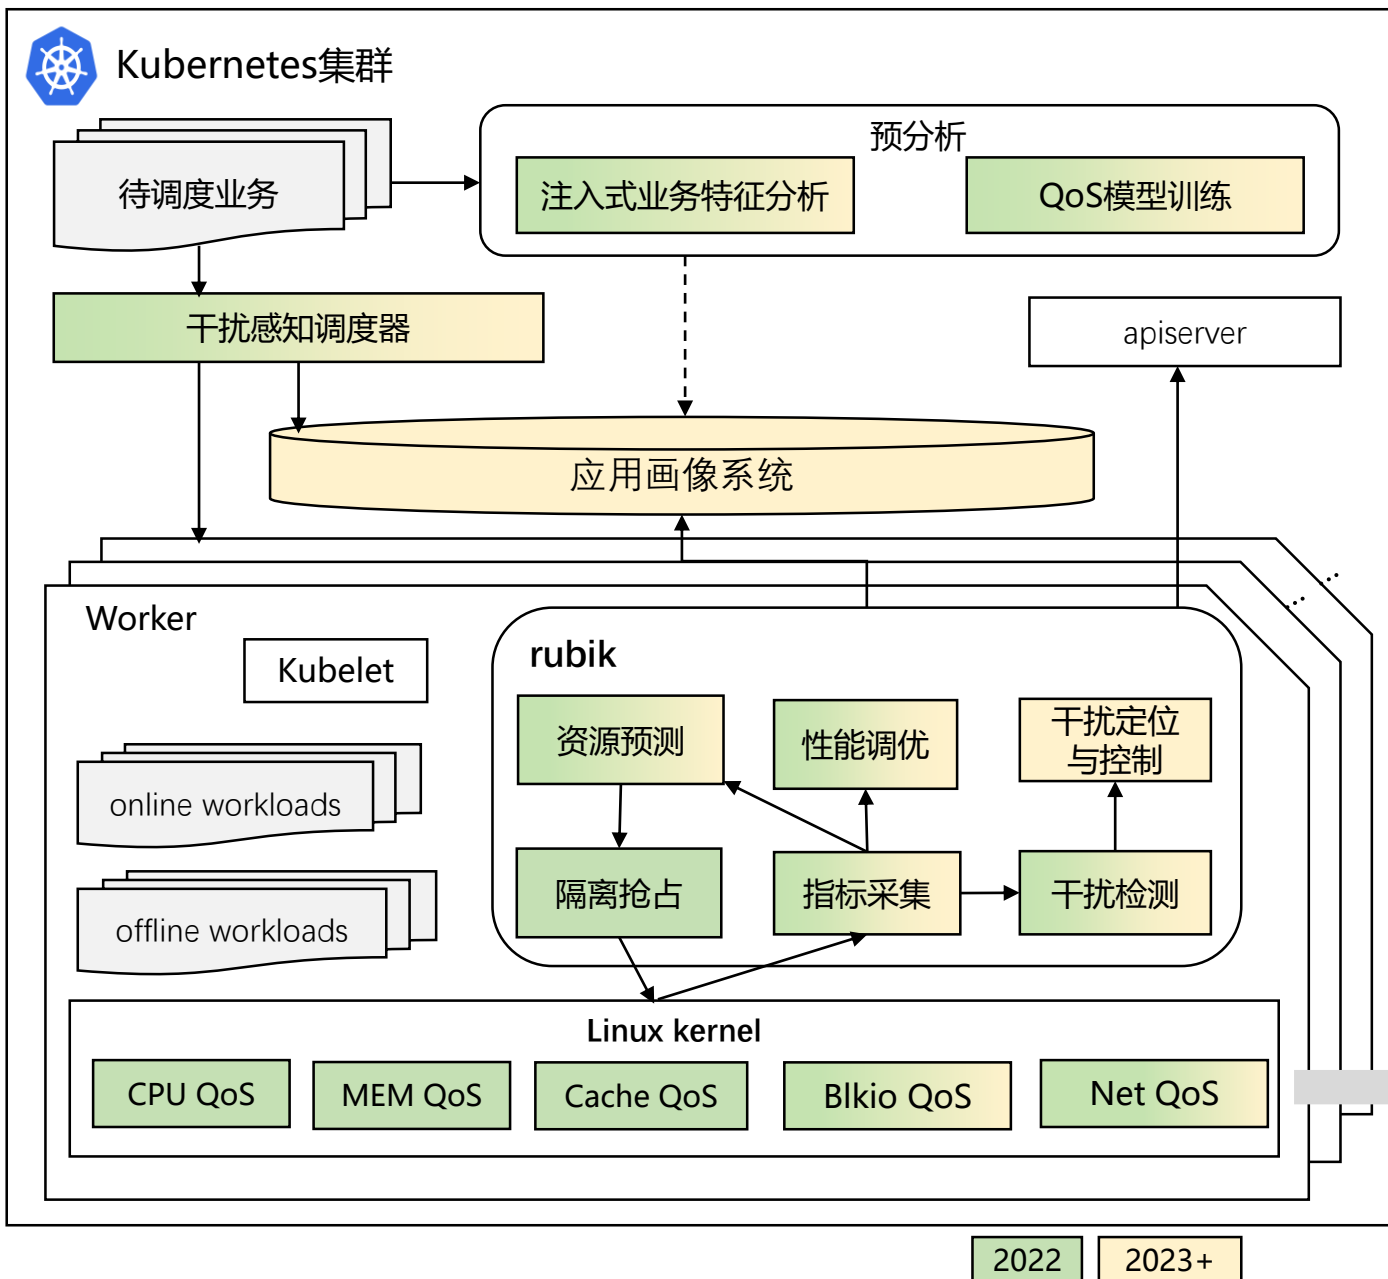 Kubernetes集群
预分析
待调度业务
注入式业务特征分析
QoS模型训练
干扰感知调度器
apiserver
应用画像系统
Worker
Kubelet
rubik
资源预测
性能调优
干扰定位
与控制
online workloads
隔离抢占
指标采集
干扰检测
offline workloads
Linux kernel
CPU QoS
MEM QoS
Cache QoS
Blkio QoS
Net QoS
2022
2023+